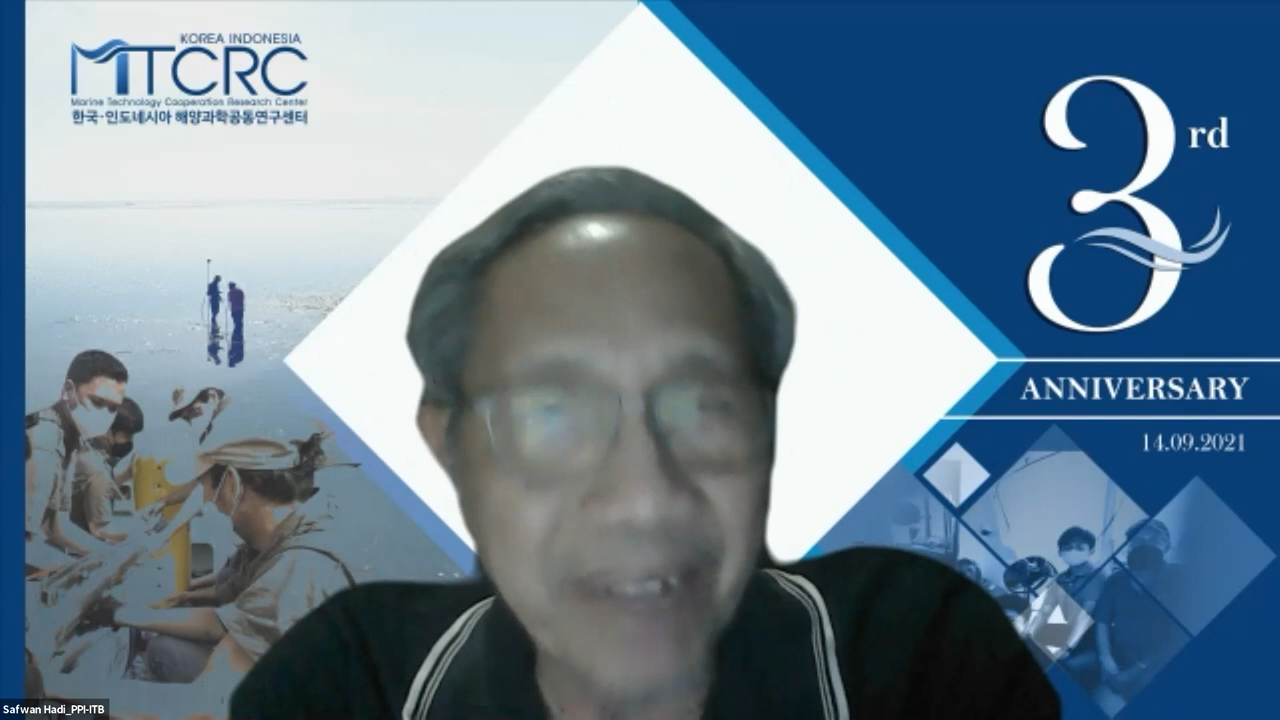 KOREA INDONESIA
MTCRC
Marine Technology Cooperation Research Center
한국·인도네시아 해양과학공동연구센터
3rd
ANNIVERSARY
14.09.2021
Safwan Hadi_PPI-ITB